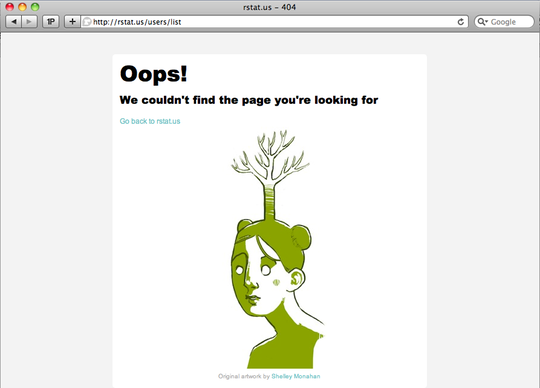 rstat.us – 404
1P
http://rstat.us/users/list
Google
Oops!
We couldn't find the page you're looking for
Go back to rstat.us
Original artwork by Shelley Monahan